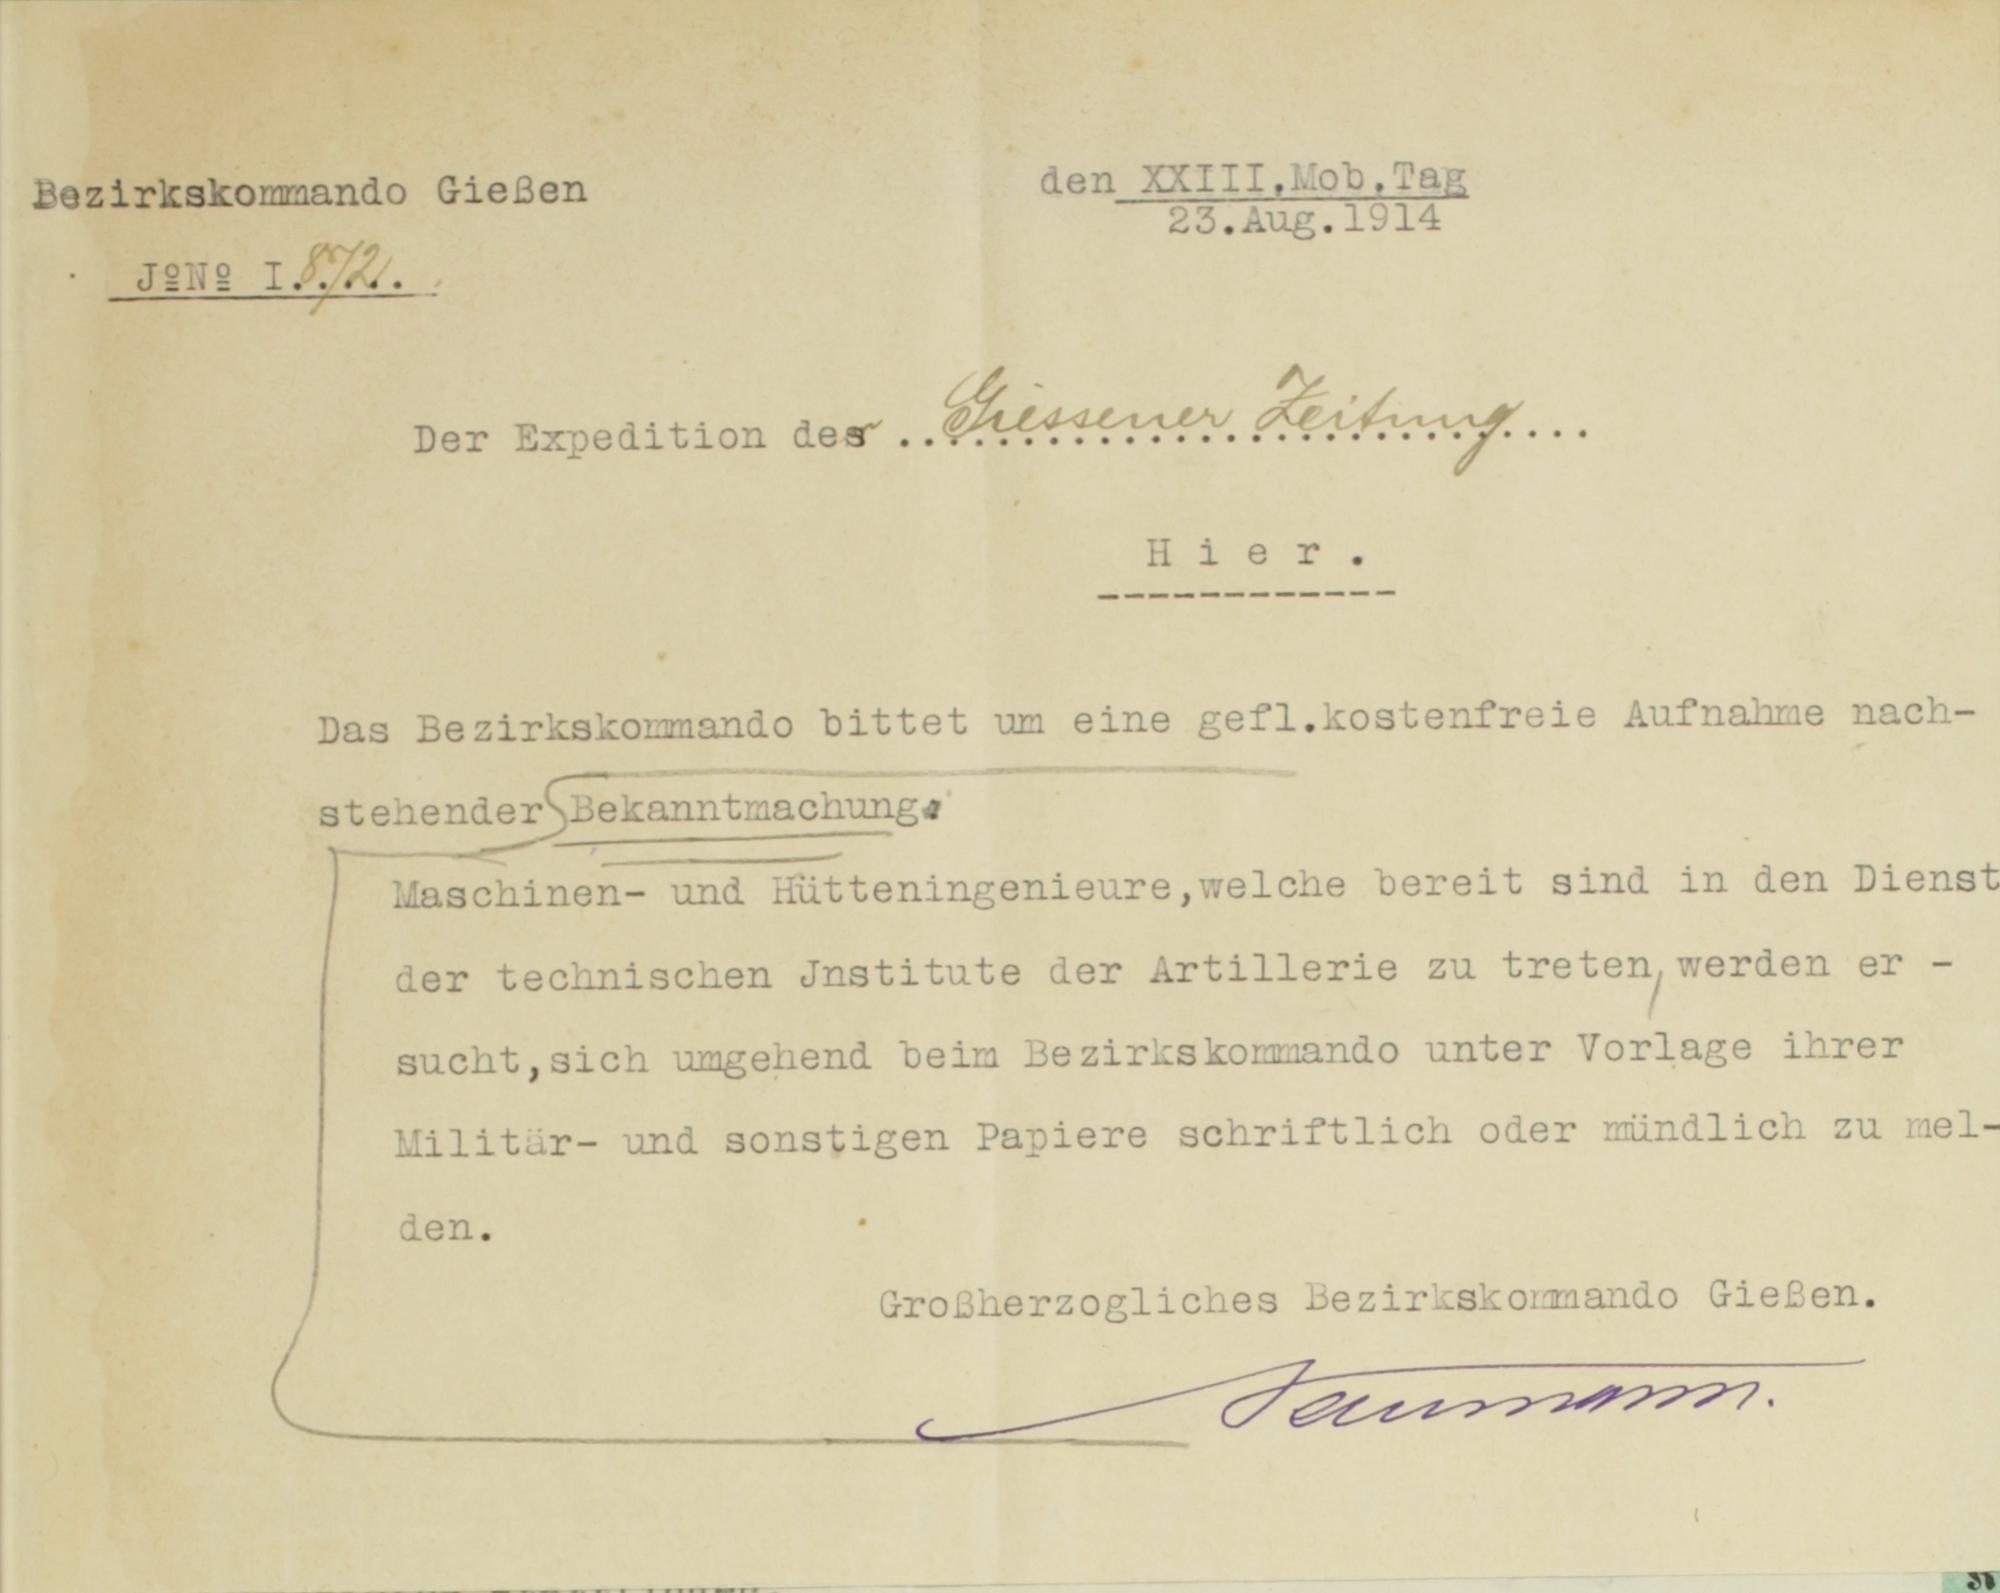 Bezirkskommando Gießen
den XXIII.Mob.Tag
23.Aug.1914
JºNº I.872.
Der Expedition der Giessener Zeitung
Hier.
Das Bezirkskommando bittet um eine gefl.kostenfreie Aufnahme nach-
stehender Bekanntmachung.
Maschinen- und Hütteningenieure,welche bereit sind in den Dienst
der technischen Jnstitute der Artillerie zu treten, werden er -
sucht,sich umgehend beim Bezirkskommando unter Vorlage ihrer
Militär- und sonstigen Papiere schriftlich oder mündlich zu mel-
den.
Großherzogliches Bezirkskommando Gießen.
Naumann.